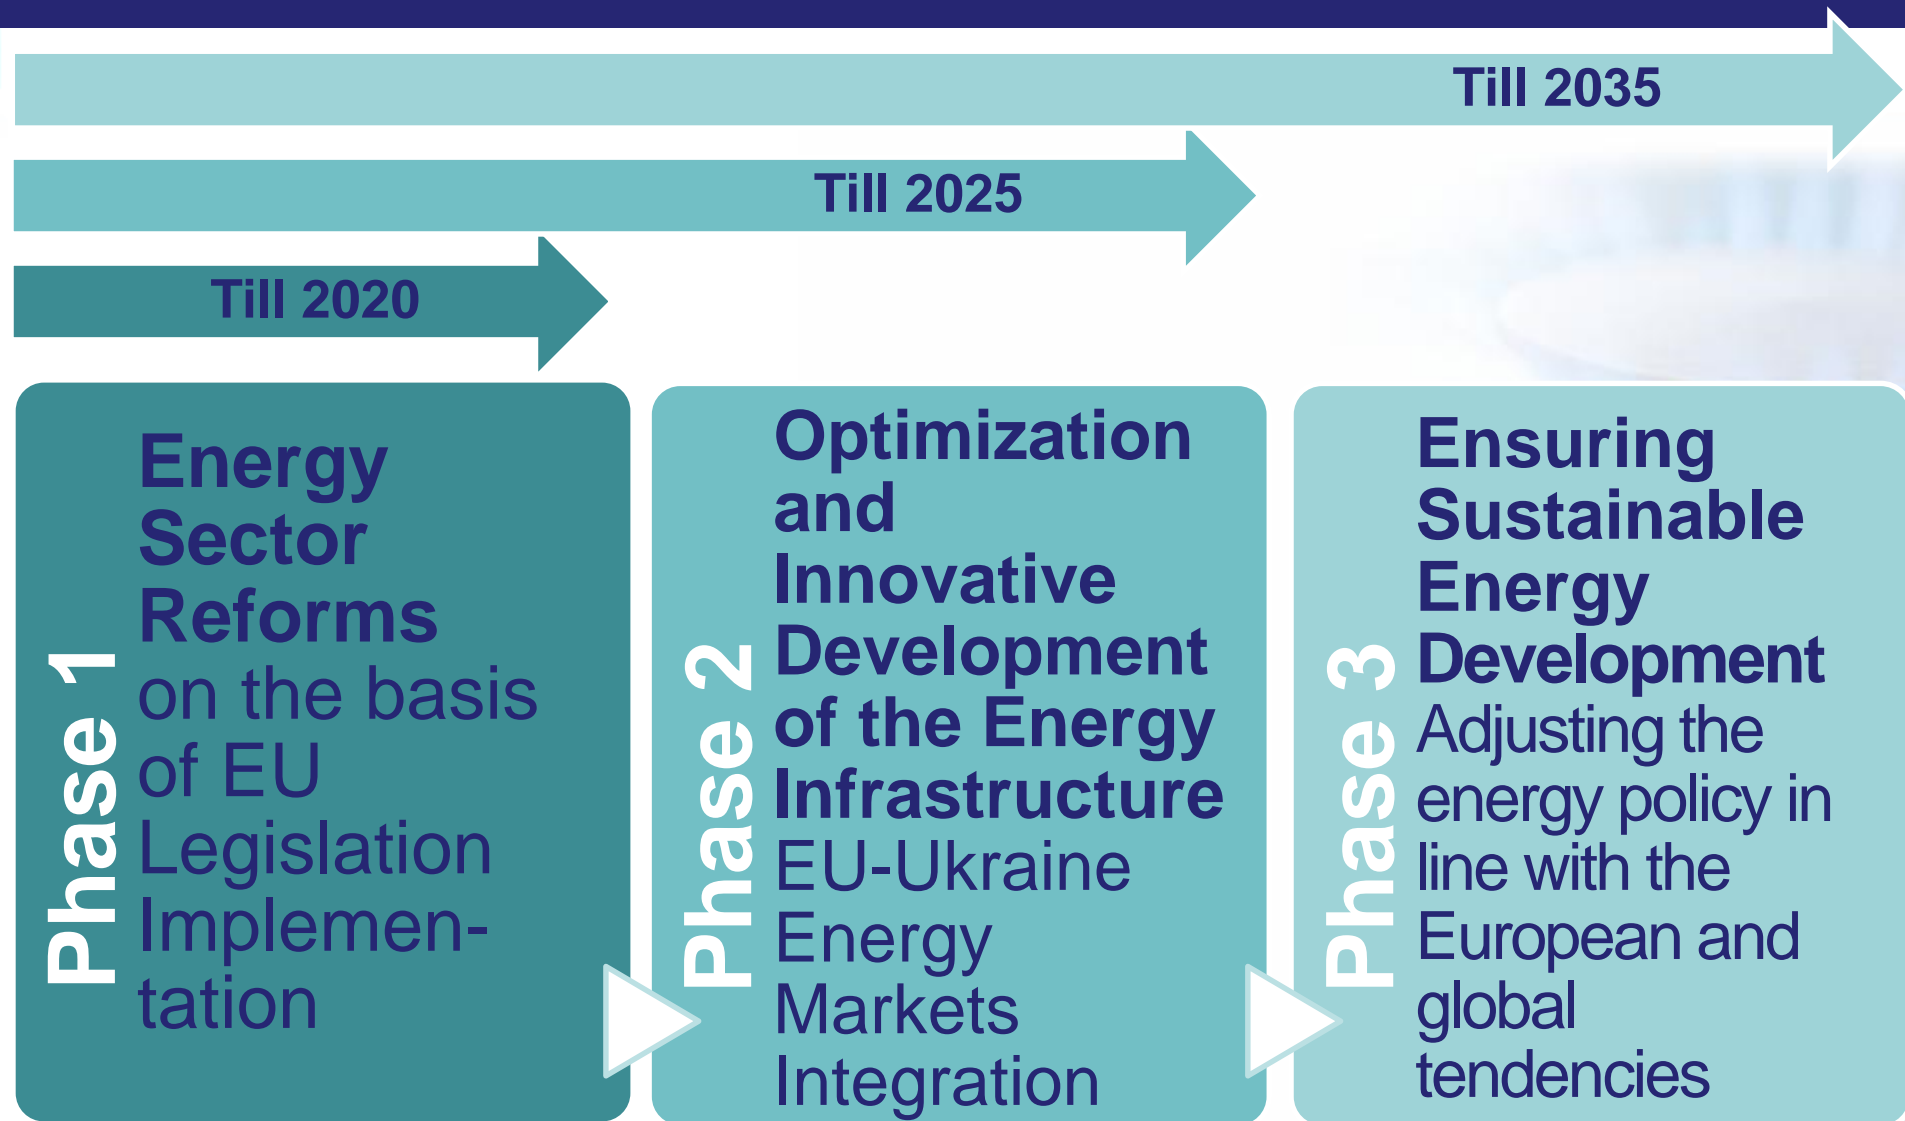 Till 2035
Till 2025
Till 2020
Phase 1
Energy
Sector
Reforms
on the basis
of EU
Legislation
Implemen-
tation
Phase 2
Optimization
and
Innovative
Development
of the Energy
Infrastructure
EU-Ukraine
Energy
Markets
Integration
Phase 3
Ensuring
Sustainable
Energy
Development
Adjusting the
energy policy in
line with the
European and
global
tendencies